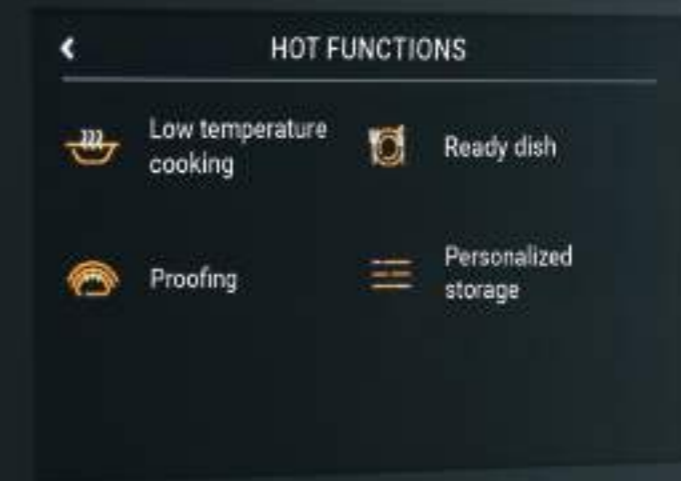 HOT FUNCTIONS
Low temperature
cooking
Ready dish
Proofing
Personalized
storage